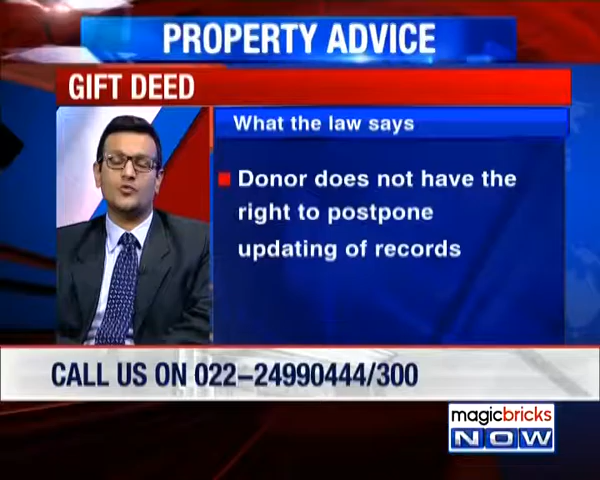 PROPERTY ADVICE
GIFT DEED
What the law says
Donor does not have the
right to postpone
updating of records
CALL US ON 022–24990444/300
magicbricks
NOW